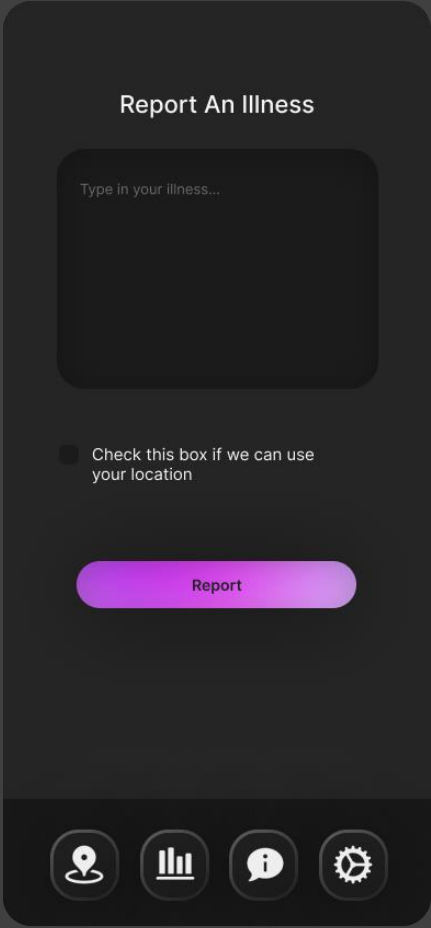 Report An Illness
Type in your illness...
Check this box if we can use
your location
Report